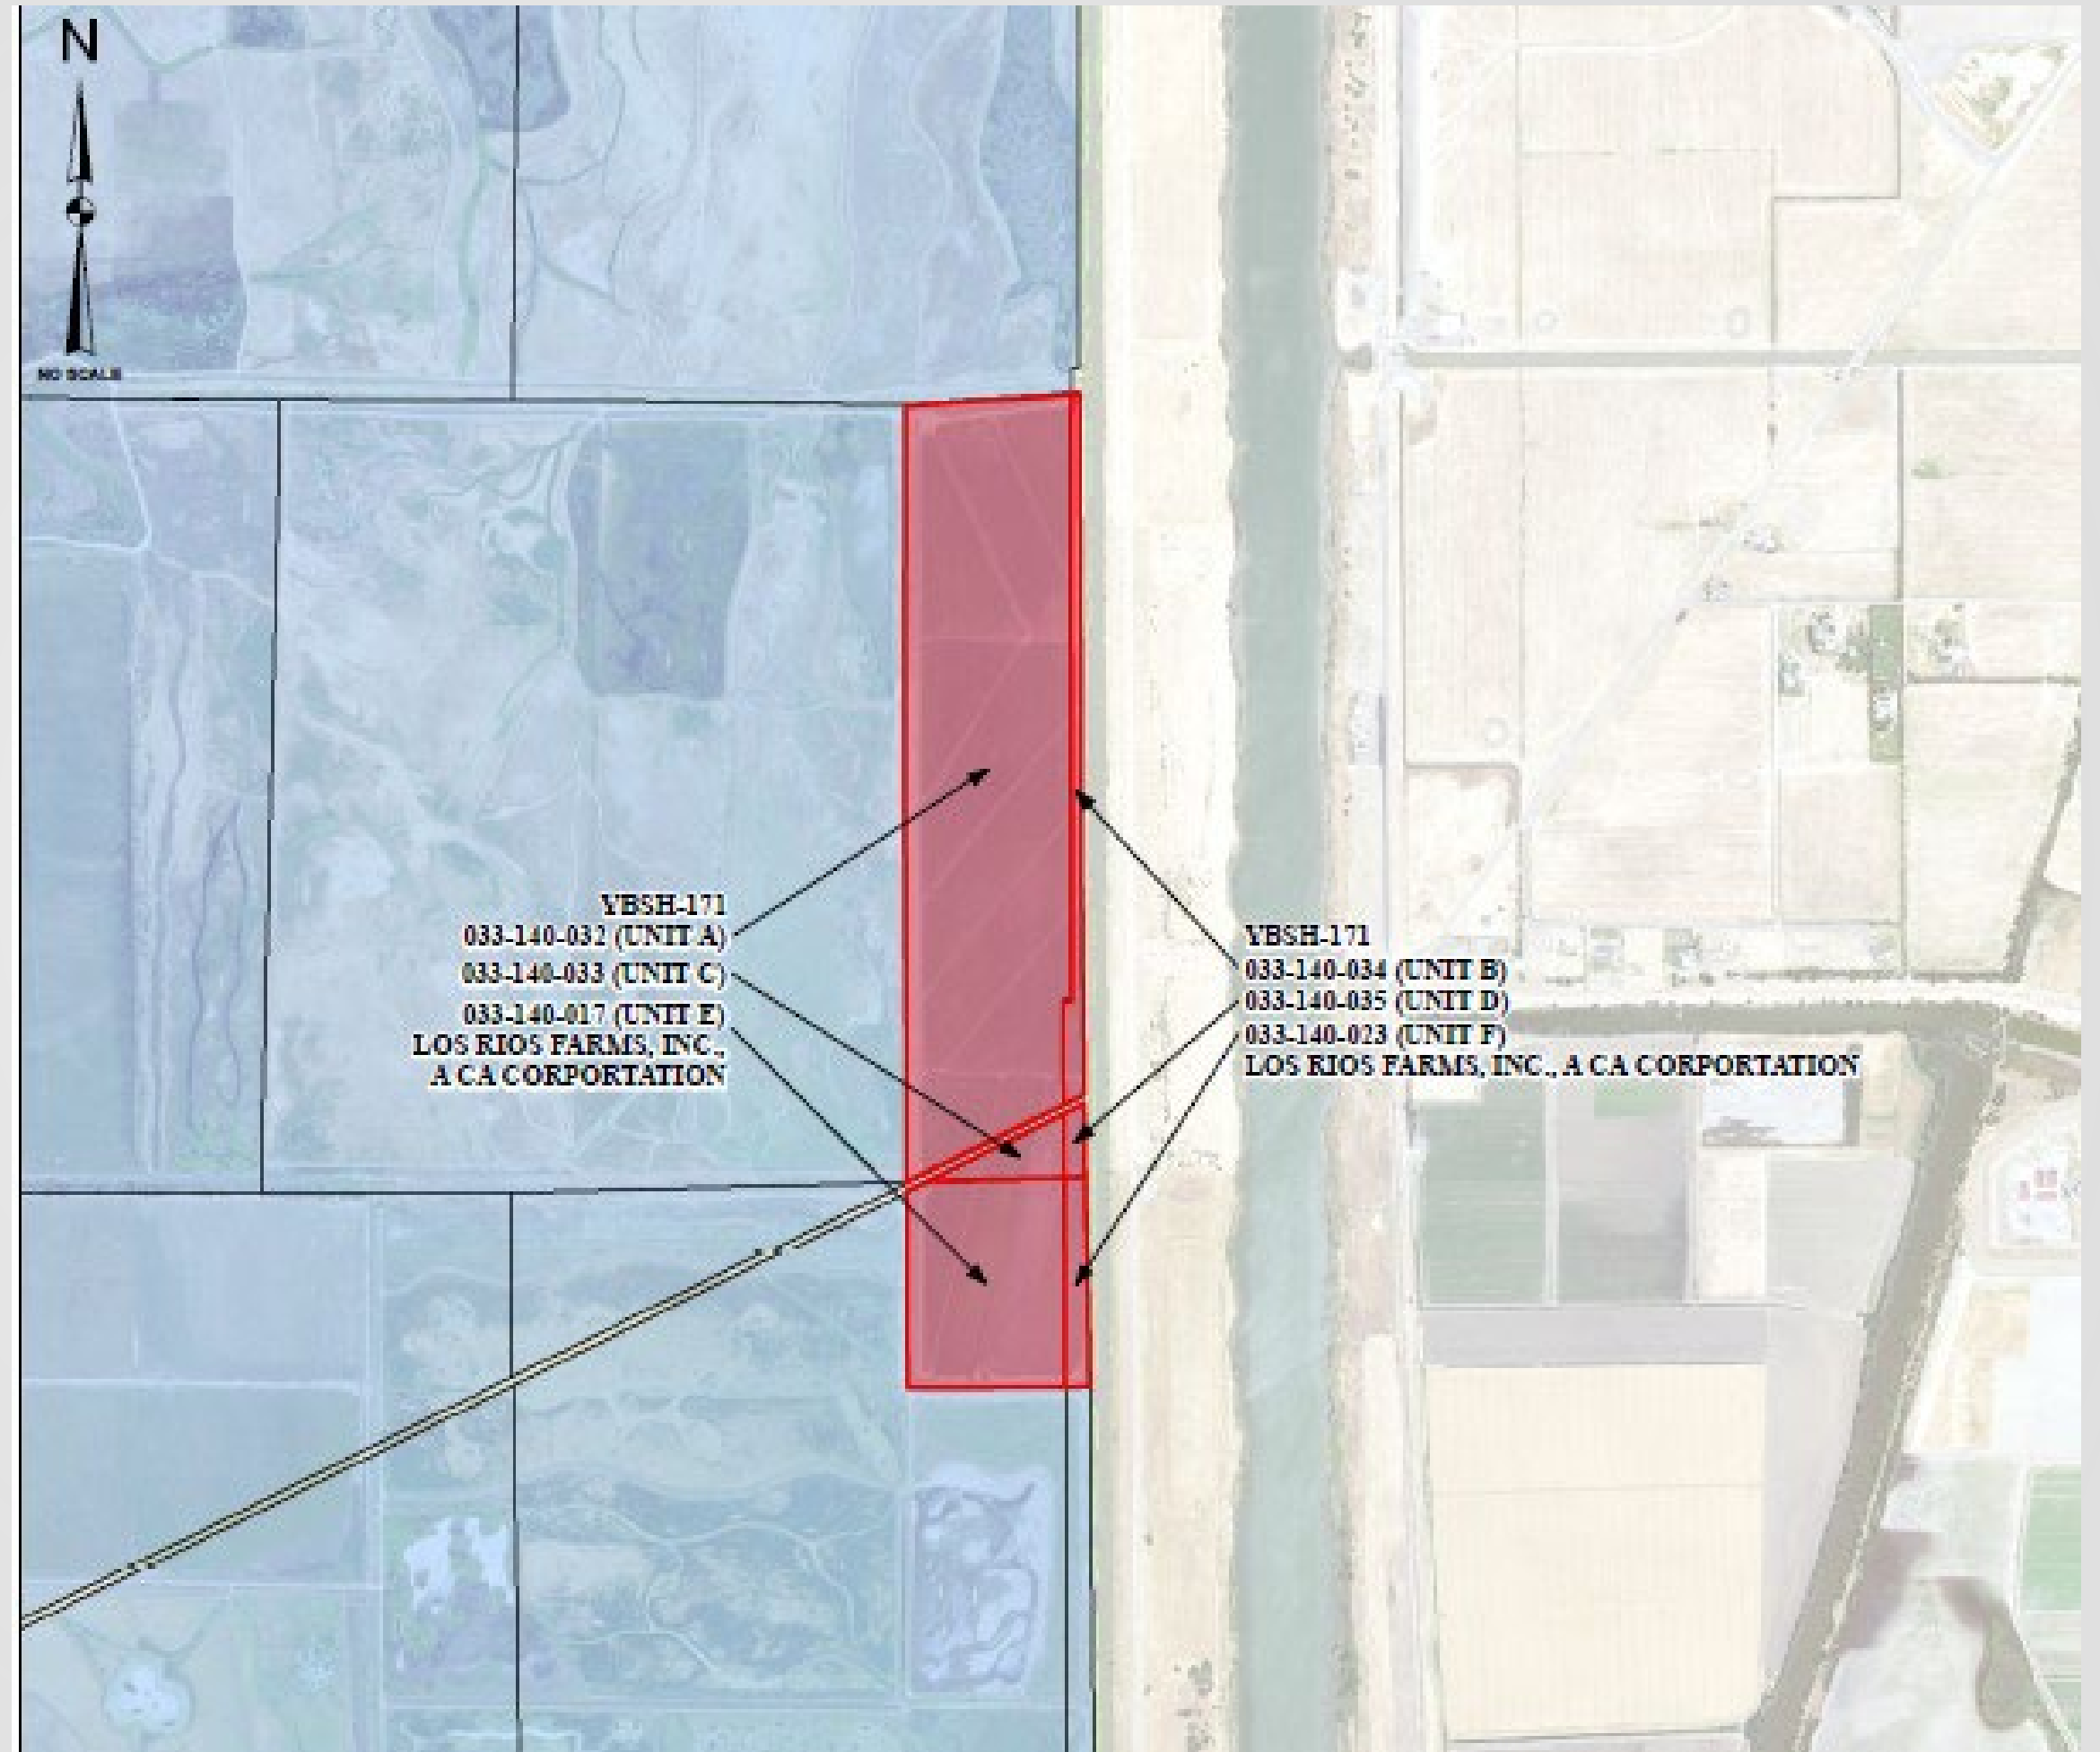 N
NO SCALE
YBSH-171
033-140-032 (UNIT A)
033-140-033 (UNIT C)
033-140-017 (UNIT E)
LOS RIOS FARMS, INC.,
A CA CORPORTATION
YBSH-171
033-140-034 (UNIT B)
033-140-035 (UNIT D)
033-140-023 (UNIT F)
LOS RIOS FARMS, INC., A CA CORPORTATION